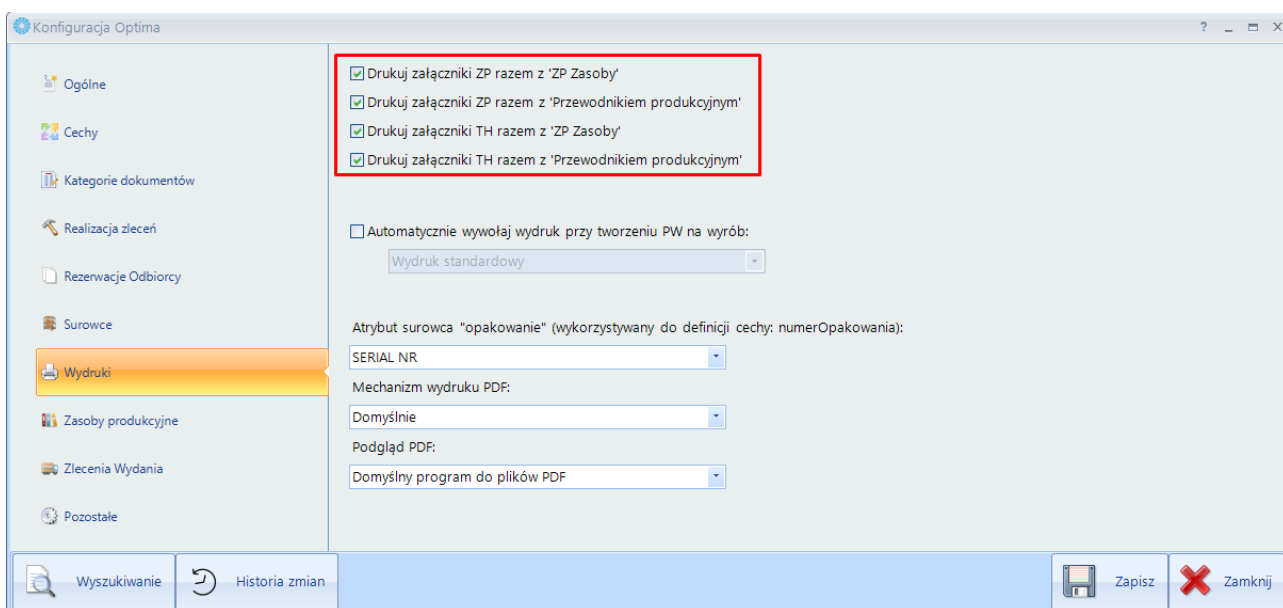 Konfiguracja Optima
?
Ogólne
Cechy
Kategorie dokumentów
Realizacja zleceń
Rezerwacje Odbiorcy
Surowce
Wydruki
Zasoby produkcyjne
Zlecenia Wydania
Pozostałe
Drukuj załączniki ZP razem z 'ZP Zasoby'
Drukuj załączniki ZP razem z 'Przewodnikiem produkcyjnym'
Drukuj załączniki TH razem z 'ZP Zasoby'
Drukuj załączniki TH razem z 'Przewodnikiem produkcyjnym'
Automatycznie wywołaj wydruk przy tworzeniu PW na wyrób:
Wydruk standardowy
Atrybut surowca "opakowanie" (wykorzystywany do definicji cechy: numerOpakowania):
SERIAL NR
Mechanizm wydruku PDF:
Domyślnie
Podgląd PDF:
Domyślny program do plików PDF
Wyszukiwanie
Historia zmian
Zapisz
Zamknij